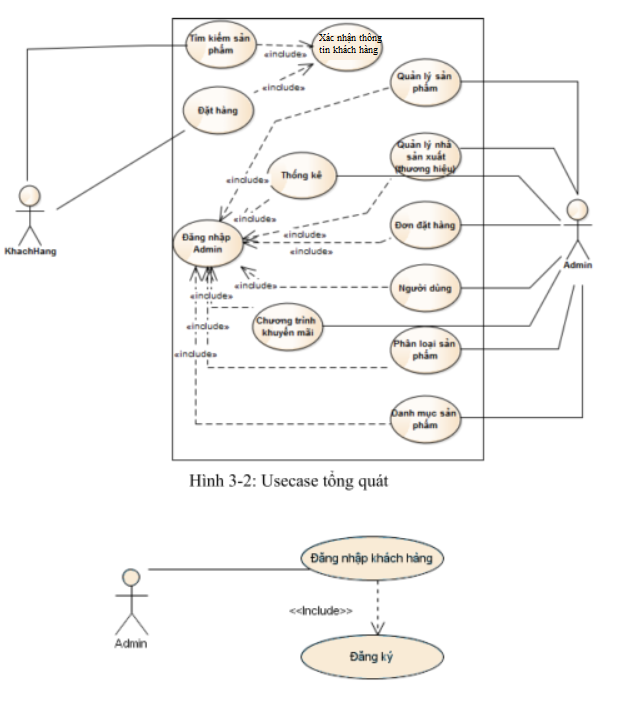 Tìm kiếm sản
phẩm
Xác nhận thông
tin khách hàng
«include»
Đặt hàng
«include»
Quản lý sản
phẩm
Quản lý nhà
sản xuất
(thương hiệu)
Thống kê
«include»
«include»
KhachHang
Đăng nhập
Admin
«include»
Đơn đặt hàng
Admin
«include»
Người dùng
«include»
Chương trình
khuyến mãi
«include»
Phân loại sản
phẩm
«include»
Danh mục sản
phẩm
Hình 3-2: Usecase tổng quát
Đăng nhập khách hàng
<<Include>>
Admin
Đăng ký